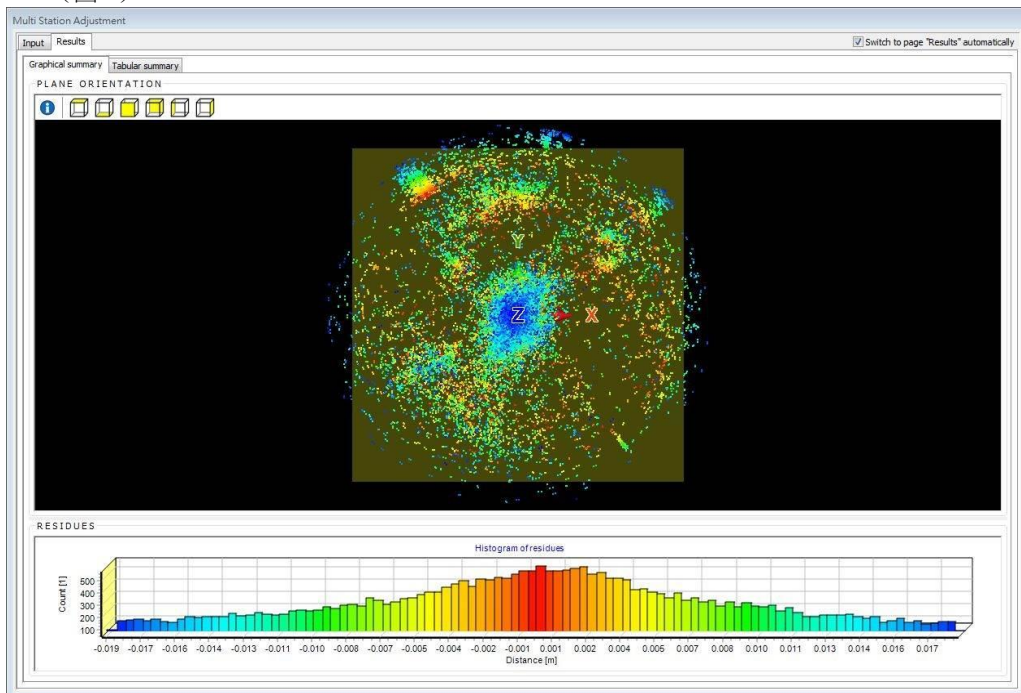 Multi Station Adjustment
Input Results Switch to page "Results" automatically
Graphical summary Tabular summary
PLANE ORIENTATION
Y
Z X
RESIDUES
Histogram of residues
Count [1]
500
400
300
200
100
-0.019 -0.017 -0.016 -0.014 -0.013 -0.011 -0.010 -0.008 -0.007 -0.005 -0.004 -0.002 -0.001 0.001 0.002 0.004 0.005 0.007 0.008 0.010 0.011 0.013 0.014 0.016 0.017
Distance [m]